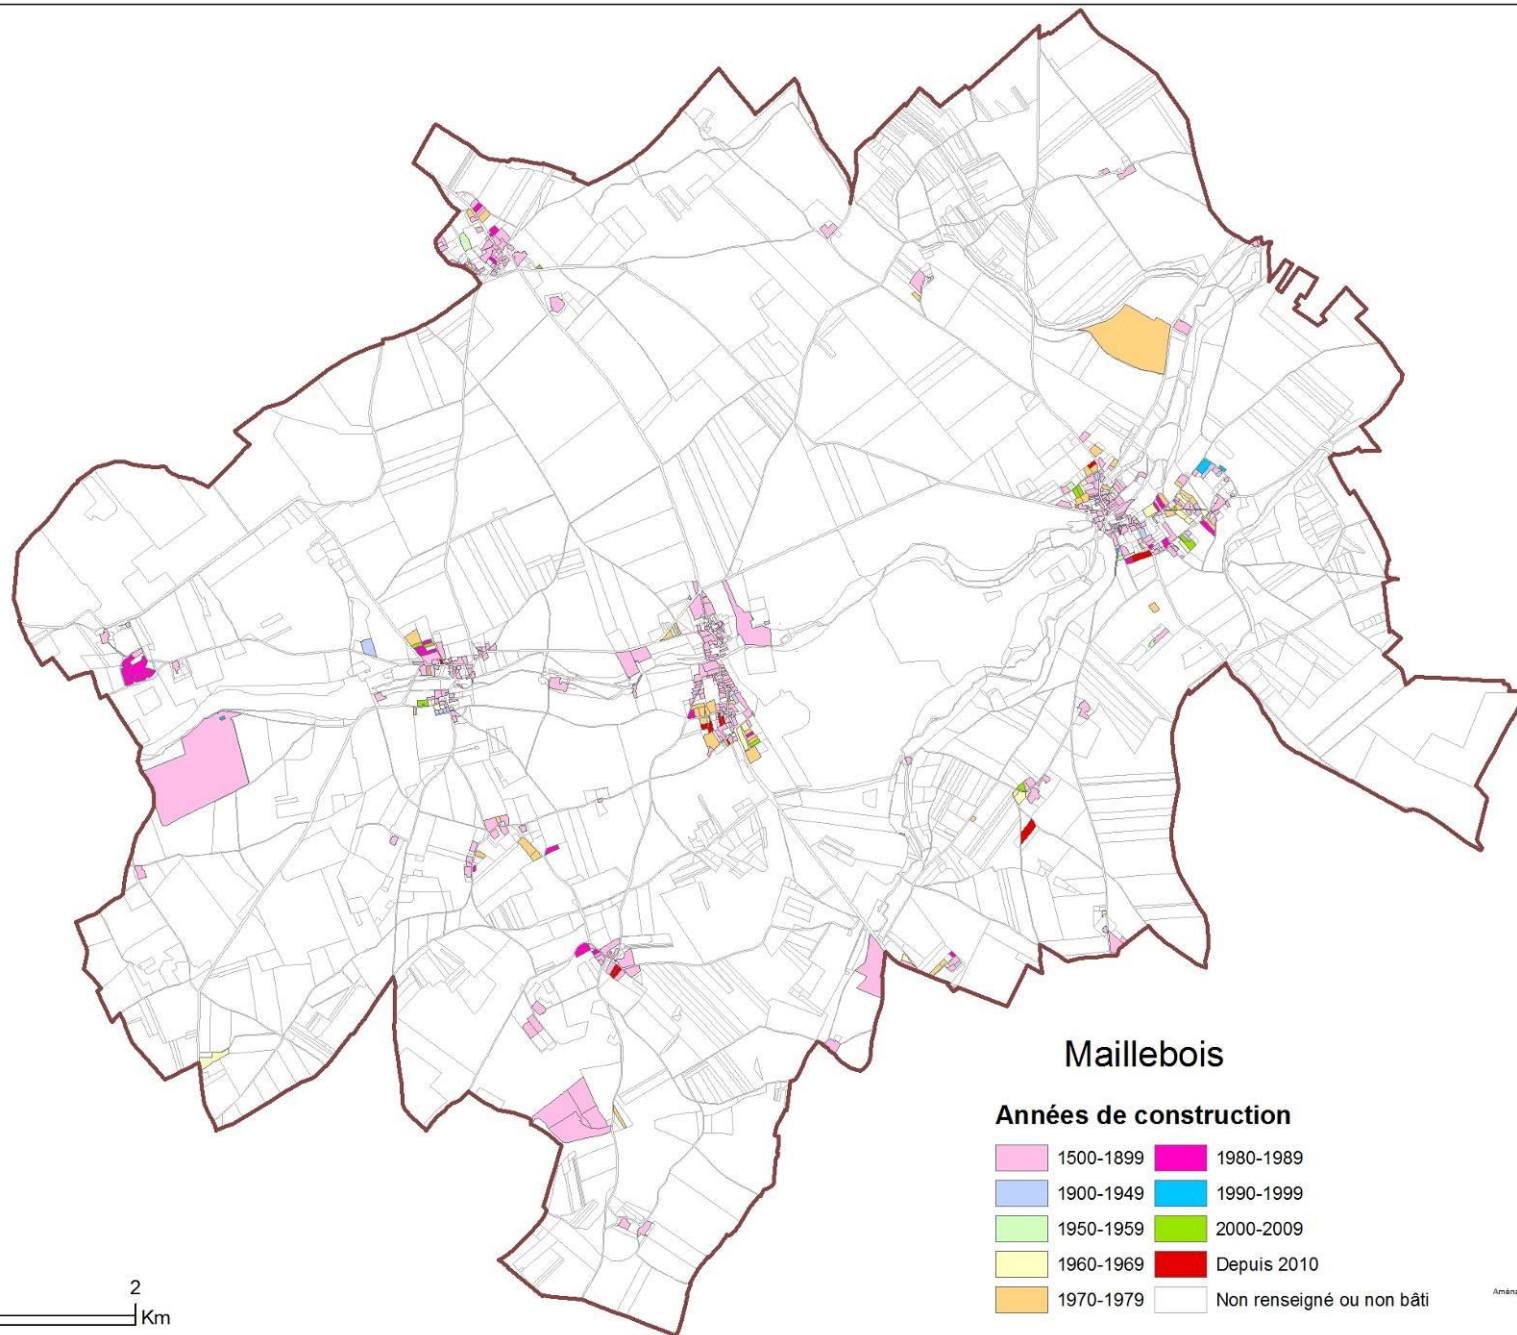 Maillebois
Années de construction
1500-1899 1980-1989
1900-1949 1990-1999
1950-1959 2000-2009
1960-1969 Depuis 2010
1970-1979 Non renseigné ou non bâti
2
Km